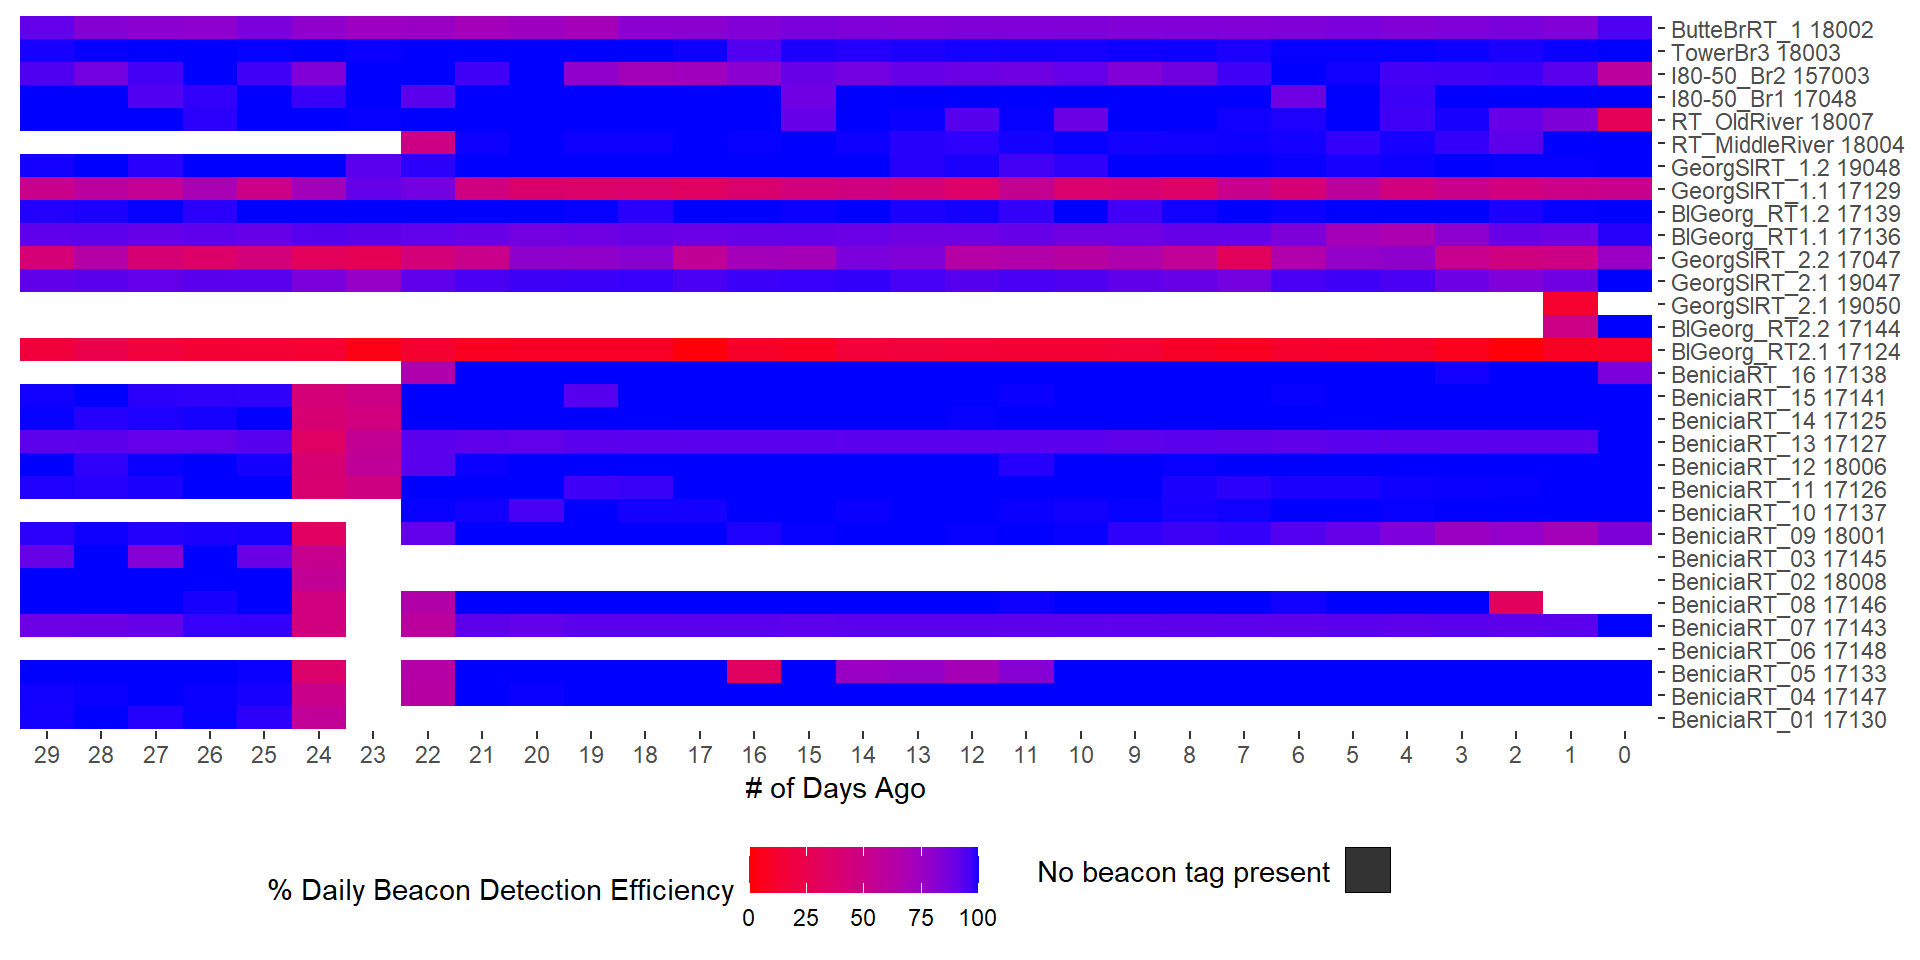 ButteBrRT_1 18002
TowerBr3 18003
I80-50_Br2 157003
I80-50_Br1 17048
RT_OldRiver 18007
RT_MiddleRiver 18004
GeorgSlRT_1.2 19048
GeorgSlRT_1.1 17129
BlGeorg_RT1.2 17139
BlGeorg_RT1.1 17136
GeorgSlRT_2.2 17047
GeorgSlRT_2.1 19047
GeorgSlRT_2.1 19050
BlGeorg_RT2.2 17144
BlGeorg_RT2.1 17124
BeniciaRT_16 17138
BeniciaRT_15 17141
BeniciaRT_14 17125
BeniciaRT_13 17127
BeniciaRT_12 18006
BeniciaRT_11 17126
BeniciaRT_10 17137
BeniciaRT_09 18001
BeniciaRT_03 17145
BeniciaRT_02 18008
BeniciaRT_08 17146
BeniciaRT_07 17143
BeniciaRT_06 17148
BeniciaRT_05 17133
BeniciaRT_04 17147
BeniciaRT_01 17130
29 28 27 26 25 24 23 22 21 20 19 18 17 16 15 14 13 12 11 10 9 8 7 6 5 4 3 2 1 0
# of Days Ago
% Daily Beacon Detection Efficiency
0 25 50 75 100
No beacon tag present